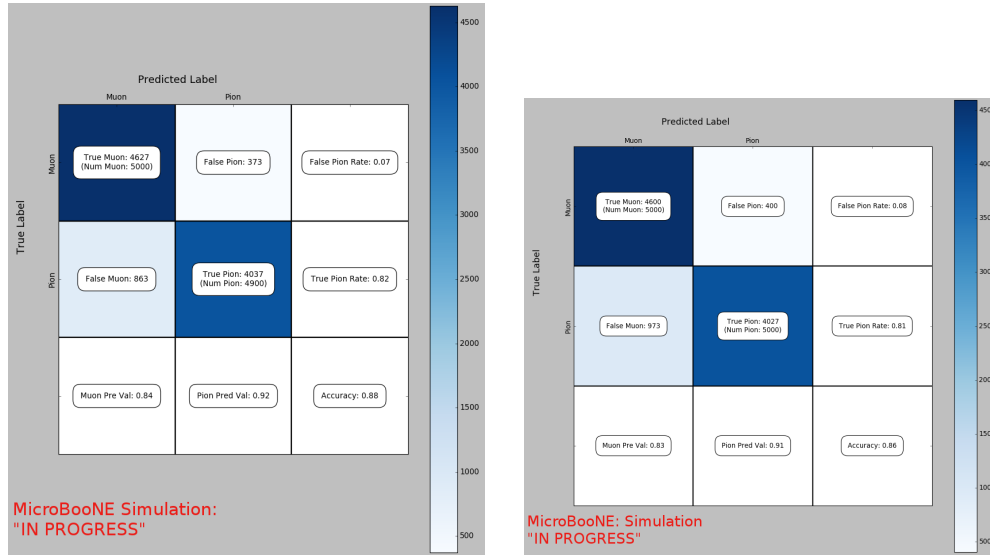 Predicted Label
Muon
Pion
True Label
Muon
True Muon: 4627
(Num Muon: 5000)
False Pion: 373
False Pion Rate: 0.07
Pion
False Muon: 863
True Pion: 4037
(Num Pion: 4900)
True Pion Rate: 0.82
Muon Pre Val: 0.84
Pion Pred Val: 0.92
Accuracy: 0.88
4500
4000
3500
3000
2500
2000
1500
1000
500
MicroBooNE Simulation:
"IN PROGRESS"
Predicted Label
Muon
Pion
True Label
Muon
True Muon: 4600
(Num Muon: 5000)
False Pion: 400
False Pion Rate: 0.08
Pion
False Muon: 973
True Pion: 4027
(Num Pion: 5000)
True Pion Rate: 0.81
Muon Pre Val: 0.83
Pion Pred Val: 0.91
Accuracy: 0.86
MicroBooNE: Simulation
"IN PROGRESS"